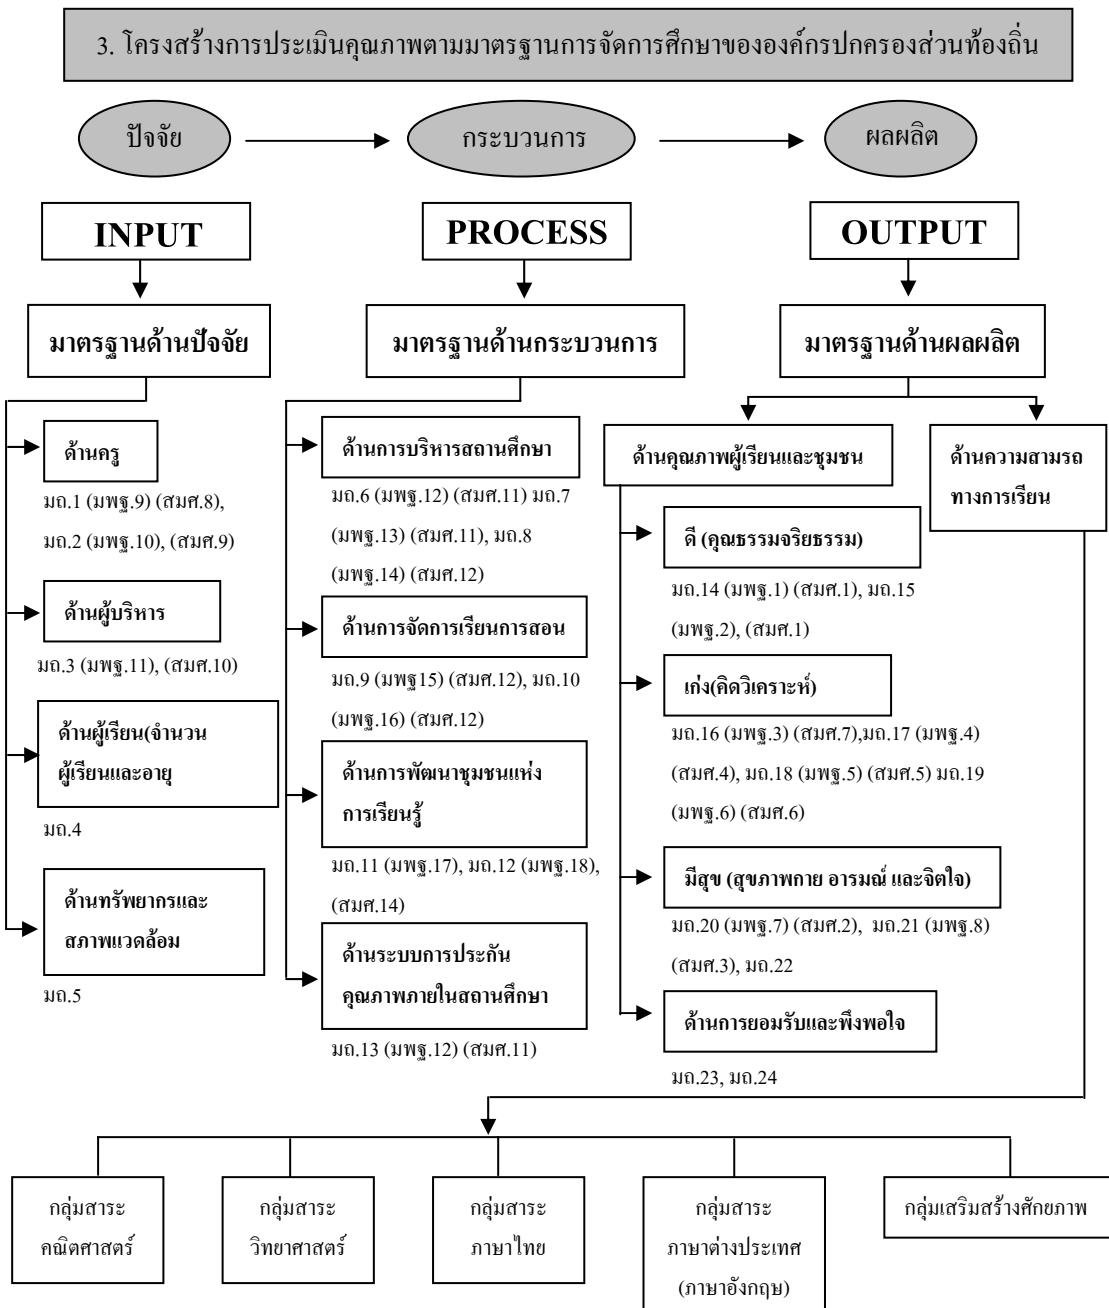 3. โครงสร้างการประเมินคุณภาพตามมาตรฐานการจัดการศึกษาขององค์กรปกครองส่วนท้องถิ่น
ปัจจัย
กระบวนการ
ผลผลิต
INPUT
PROCESS
OUTPUT
มาตรฐานด้านปัจจัย
มาตรฐานด้านกระบวนการ
มาตรฐานด้านผลผลิต
ด้านครู
มถ.1 (มพฐ.9) (สมศ.8),
มถ.2 (มพฐ.10), (สมศ.9)
ด้านผู้บริหาร
มถ.3 (มพฐ.11), (สมศ.10)
ด้านผู้เรียน(จำนวน
ผู้เรียนและอายุ
มถ.4
ด้านทรัพยากรและ
สภาพแวดล้อม
มถ.5
ด้านการบริหารสถานศึกษา
มถ.6 (มพฐ.12) (สมศ.11) มถ.7
(มพฐ.13) (สมศ.11), มถ.8
(มพฐ.14) (สมศ.12)
ด้านการจัดการเรียนการสอน
มถ.9 (มพฐ15) (สมศ.12), มถ.10
(มพฐ.16) (สมศ.12)
ด้านการพัฒนาชุมชนแห่ง
การเรียนรู้
มถ.11 (มพฐ.17), มถ.12 (มพฐ.18),
(สมศ.14)
ด้านระบบการประกัน
คุณภาพภายในสถานศึกษา
มถ.13 (มพฐ.12) (สมศ.11)
ด้านคุณภาพผู้เรียนและชุมชน
ดี (คุณธรรมจริยธรรม)
มถ.14 (มพฐ.1) (สมศ.1), มถ.15
(มพฐ.2), (สมศ.1)
เก่ง(คิดวิเคราะห์)
มถ.16 (มพฐ.3) (สมศ.7),มถ.17 (มพฐ.4)
(สมศ.4), มถ.18 (มพฐ.5) (สมศ.5) มถ.19
(มพฐ.6) (สมศ.6)
มีสุข (สุขภาพกาย อารมณ์ และจิตใจ)
มถ.20 (มพฐ.7) (สมศ.2), มถ.21 (มพฐ.8)
(สมศ.3), มถ.22
ด้านการยอมรับและพึงพอใจ
มถ.23, มถ.24
ด้านความสามรถ
ทางการเรียน
กลุ่มสาระ
คณิตศาสตร์
กลุ่มสาระ
วิทยาศาสตร์
กลุ่มสาระ
ภาษาไทย
กลุ่มสาระ
ภาษาต่างประเทศ
(ภาษาอังกฤษ)
กลุ่มเสริมสร้างศักยภาพ